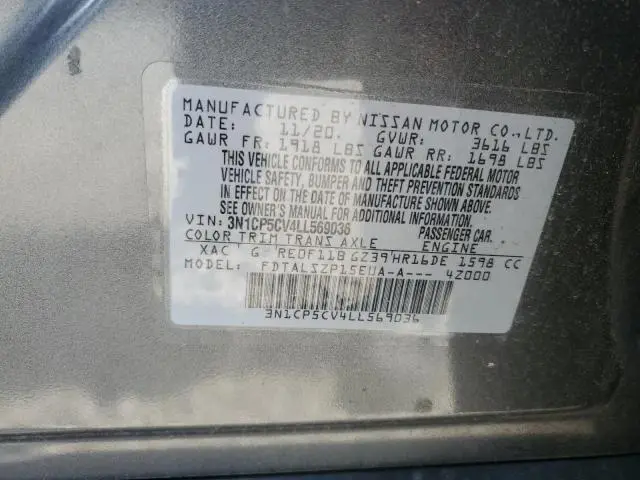 MANUFACTURED BY NISSAN MOTOR CO., LTD.
DATE: 11/20. GVWR: 3616 LBS
GAWR FR: 1918 LBS GAWR RR: 1698 LBS
THIS VEHICLE CONFORMS TO ALL APPLICABLE FEDERAL MOTOR
VEHICLE SAFETY, BUMPER AND THEFT PREVENTION STANDARDS
IN EFFECT ON THE DATE OF MANUFACTURE SHOWN ABOVE.
SEE OWNER'S MANUAL FOR ADDITIONAL INFORMATION.
VIN: 3N1CP5CV4LL569036 PASSENGER CAR.
COLOR TRIM TRANS AXLE ENGINE
XAC G RE0F11B GZ39 HR16DE 1598 CC
MODEL: FDTALSZP15EUA-A--- 42000
3N1CP5CV4LL569036